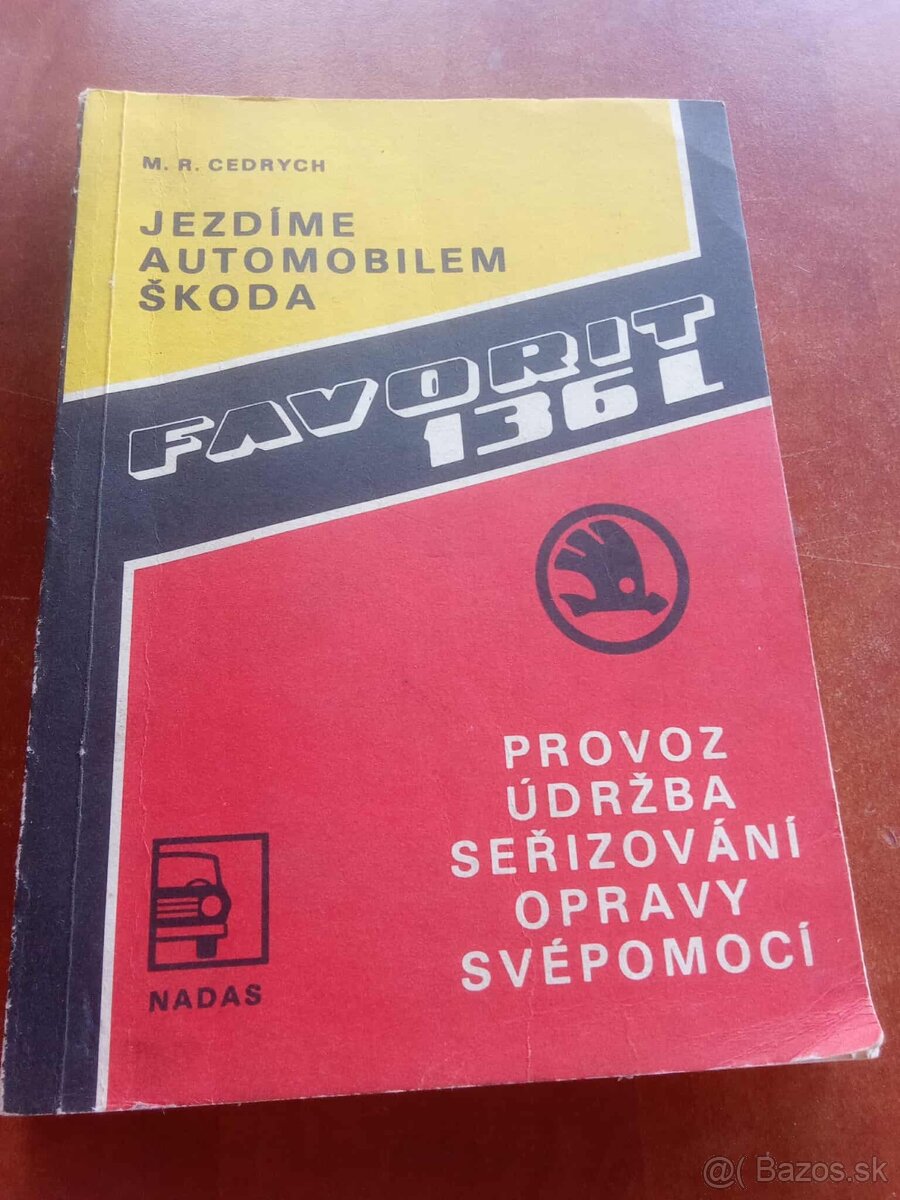 M. R. CEDRYCH
JEZDÍME
AUTOMOBILEM
ŠKODA
FAVORIT
136 L
PROVOZ
ÚDRŽBA
SEŘIZOVÁNÍ
OPRAVY
SVÉPOMOCÍ
NADAS
@( Bazos.sk